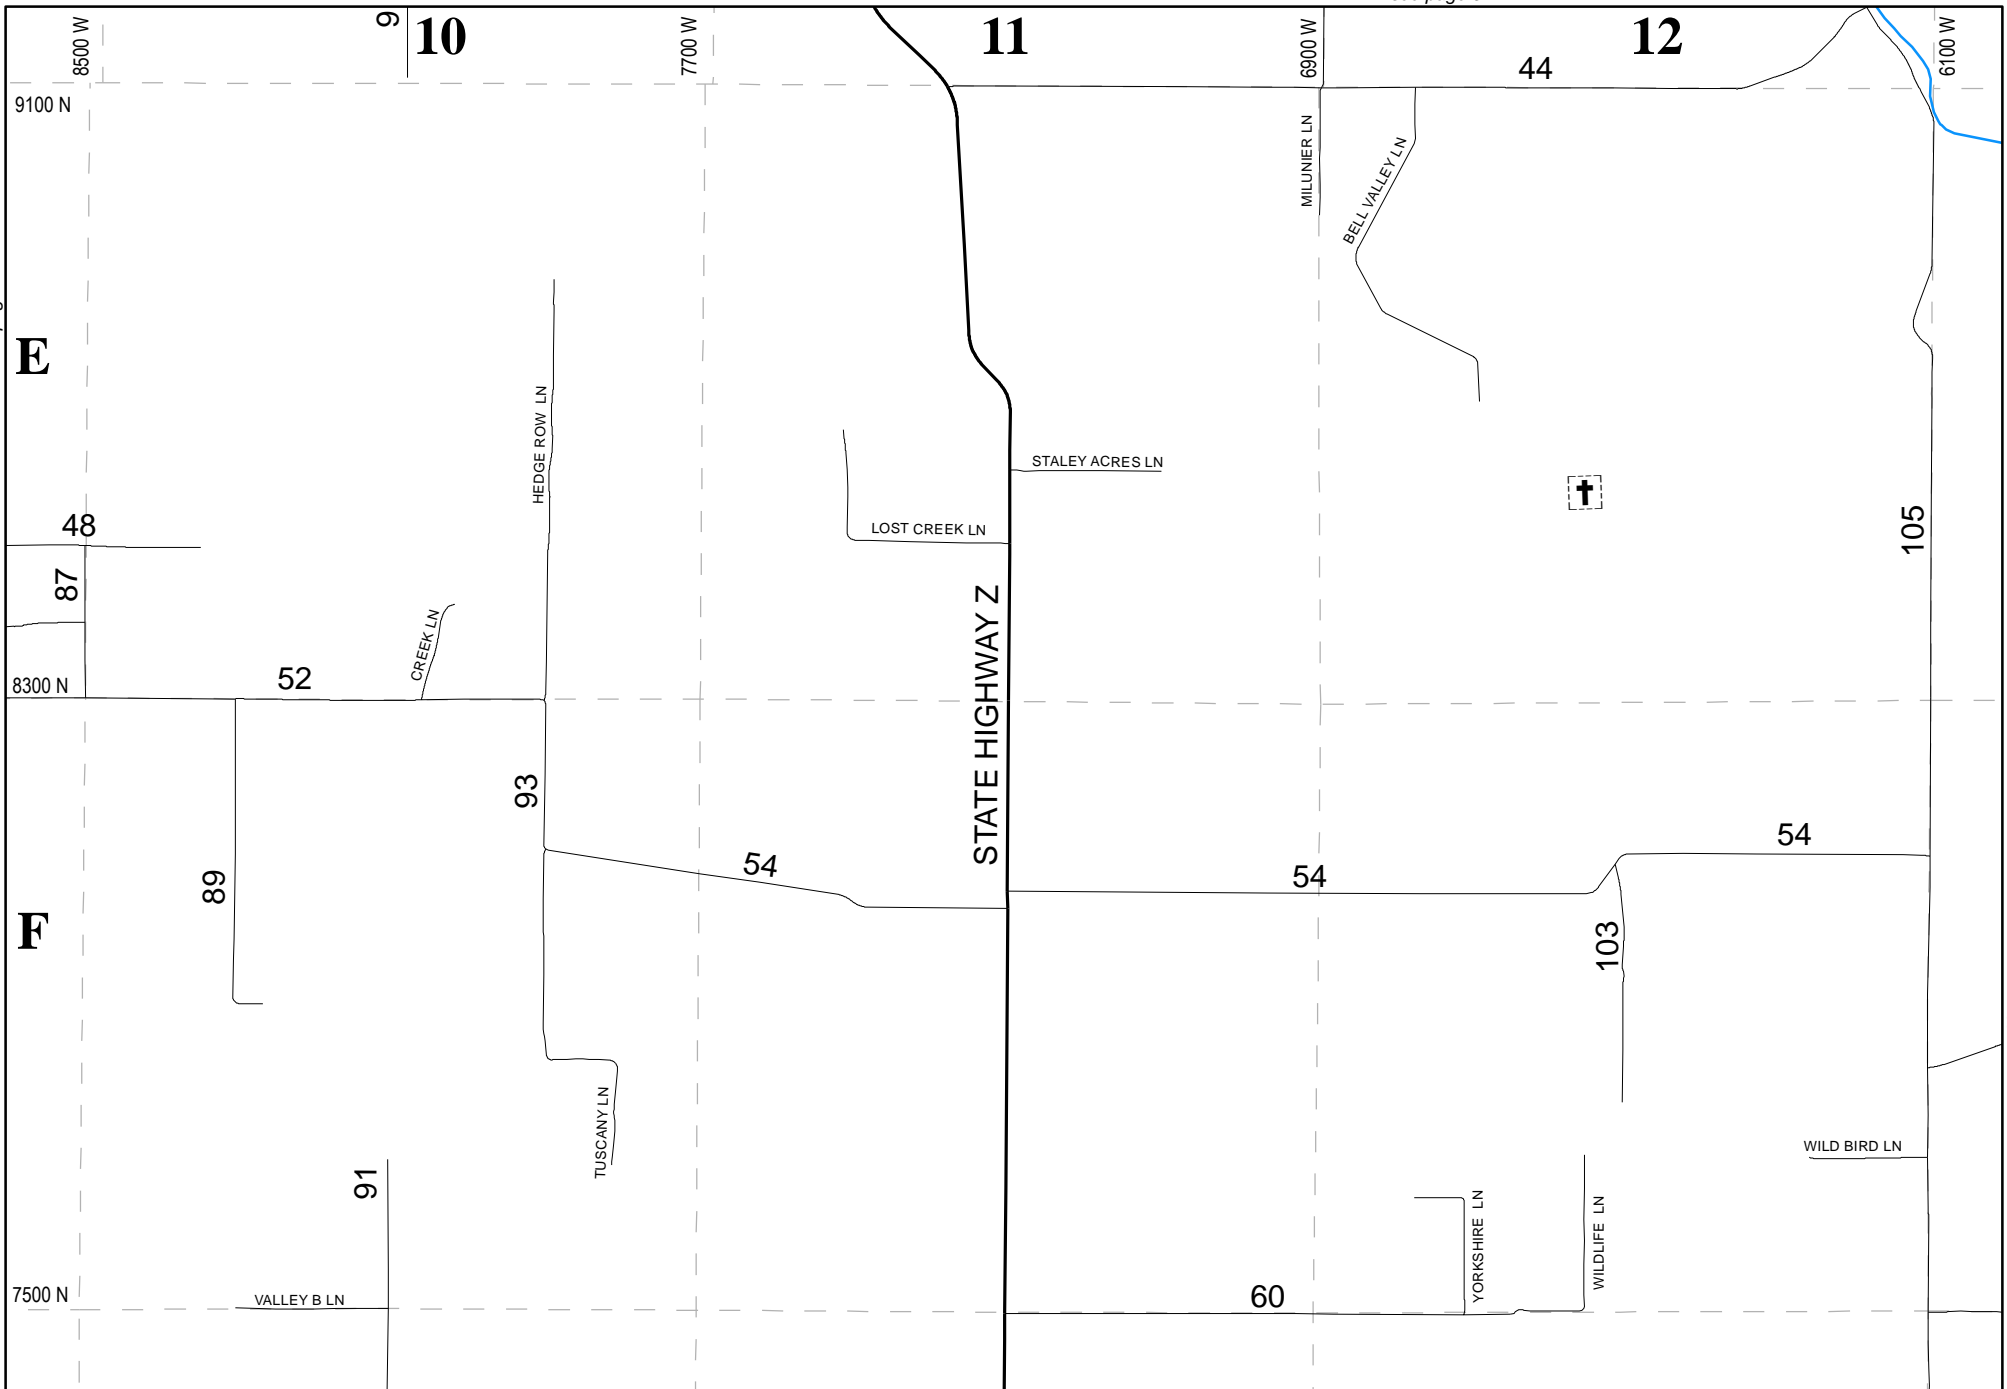 8500 W
9
10
7700 W
11
6900 W
12
6100 W
9100 N
44
MILUNIER LN
BELL VALLEY LN
E
HEDGE ROW LN
STALEY ACRES LN
LOST CREEK LN
48
87
105
CREEK LN
STATE HIGHWAY Z
8300 N
52
93
54
54
54
89
F
103
TUSCANY LN
91
WILD BIRD LN
YORKSHIRE LN
WILDLIFE LN
7500 N
VALLEY B LN
60